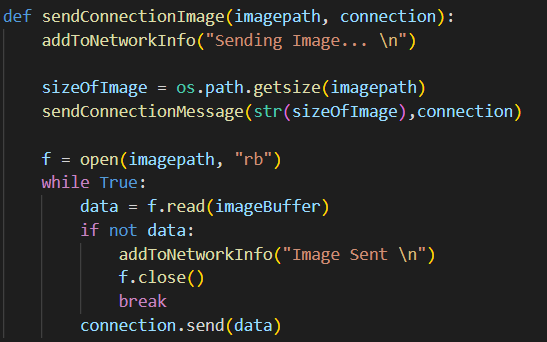 def sendConnectionImage(imagepath, connection):
    addToNetworkInfo("Sending Image... \n")
    sizeOfImage = os.path.getsize(imagepath)
    sendConnectionMessage(str(sizeOfImage),connection)
    f = open(imagepath, "rb")
    while True:
        data = f.read(imageBuffer)
        if not data:
            addToNetworkInfo("Image Sent \n")
            f.close()
            break
        connection.send(data)